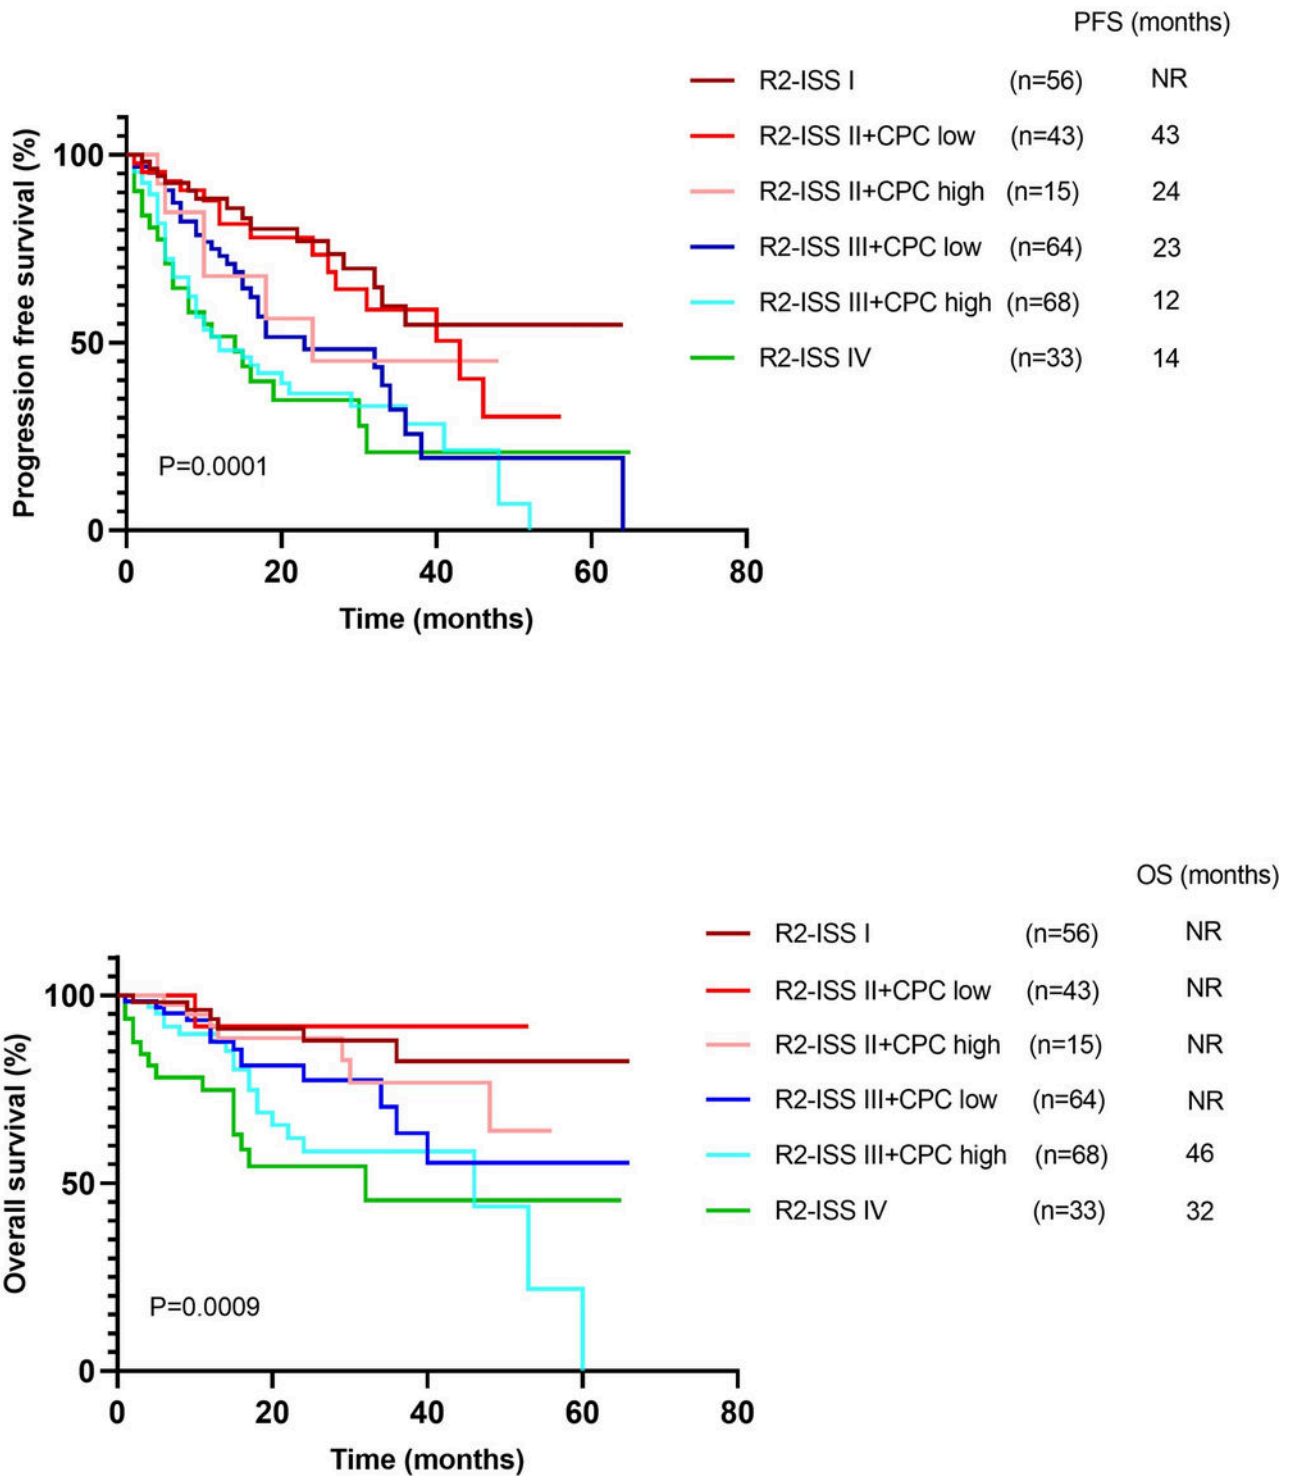 PFS (months)
R2-ISS I (n=56) NR
R2-ISS II+CPC low (n=43) 43
R2-ISS II+CPC high (n=15) 24
R2-ISS III+CPC low (n=64) 23
R2-ISS III+CPC high (n=68) 12
R2-ISS IV (n=33) 14
Progression free survival (%)
100
50
0
P=0.0001
0 20 40 60 80
Time (months)
OS (months)
R2-ISS I (n=56) NR
R2-ISS II+CPC low (n=43) NR
R2-ISS II+CPC high (n=15) NR
R2-ISS III+CPC low (n=64) NR
R2-ISS III+CPC high (n=68) 46
R2-ISS IV (n=33) 32
Overall survival (%)
100
50
0
P=0.0009
0 20 40 60 80
Time (months)